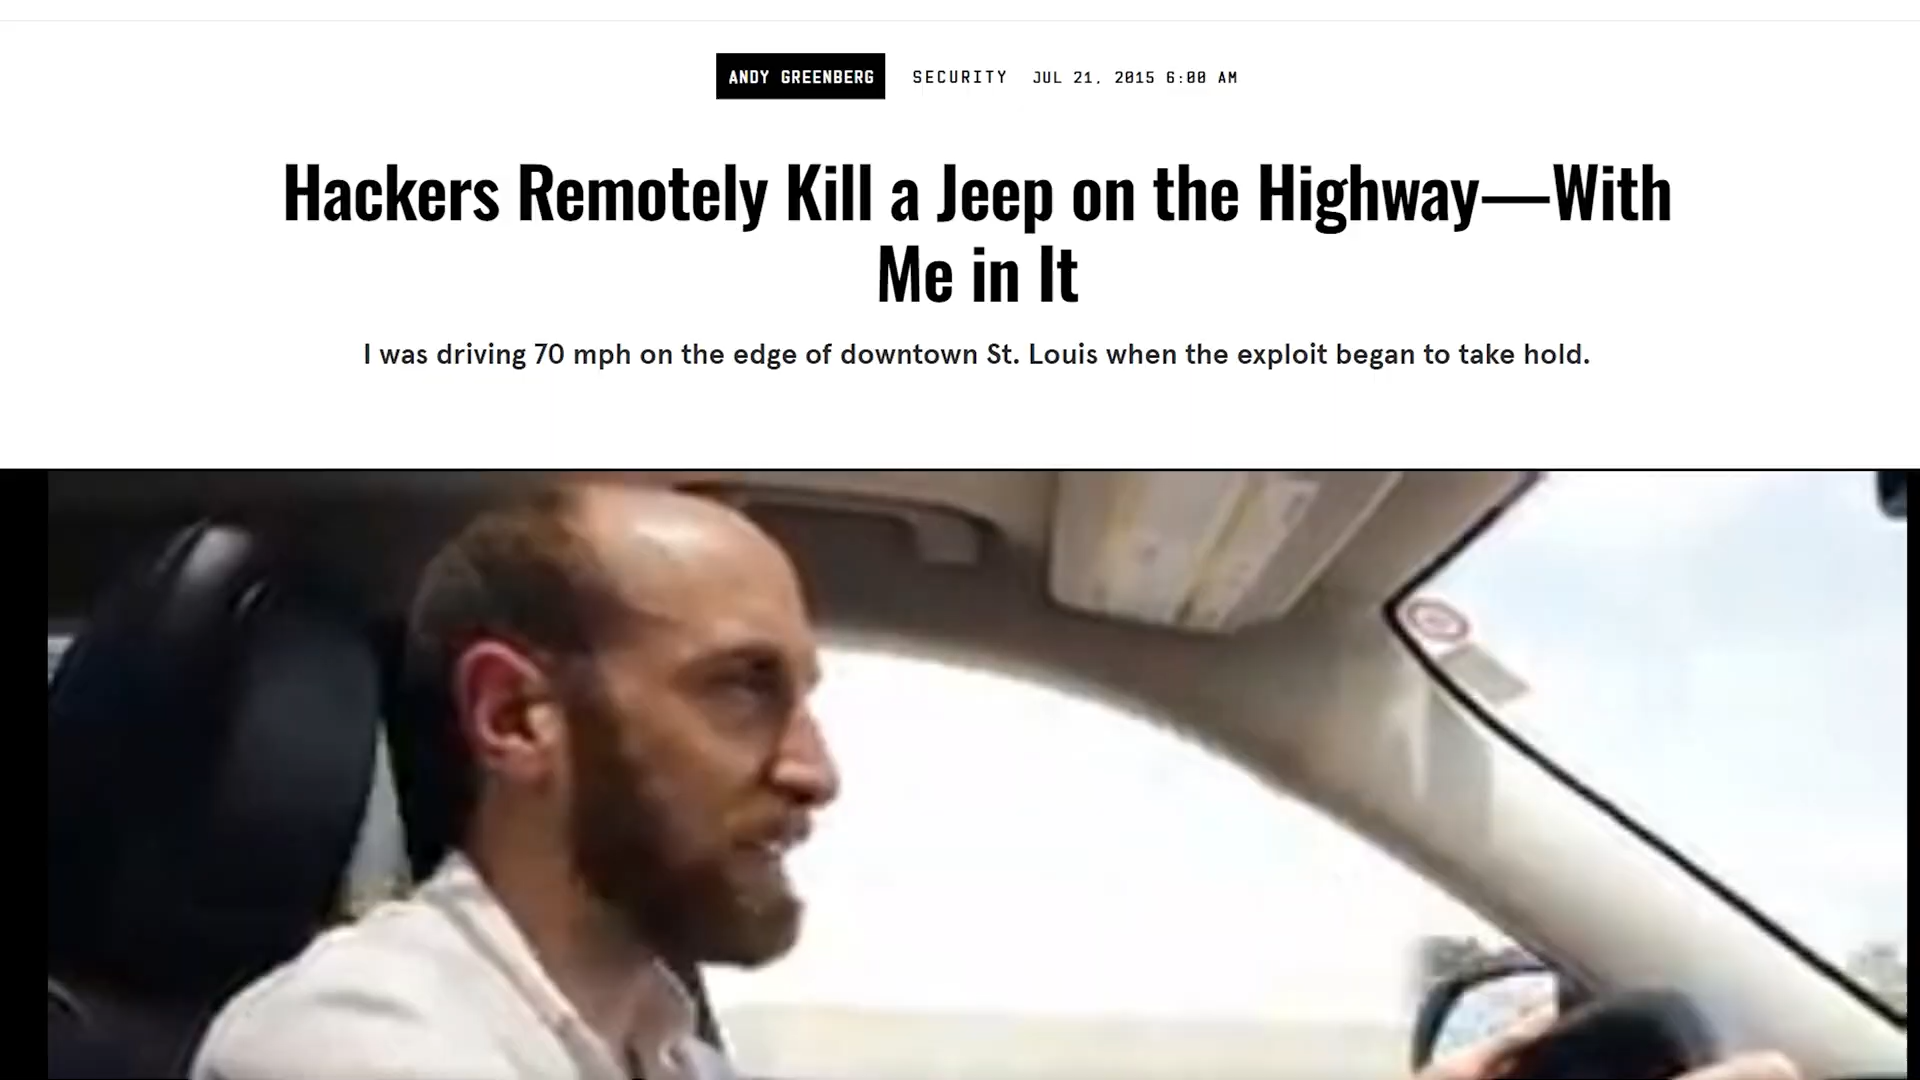 ANDY GREENBERG SECURITY JUL 21, 2015 6:00 AM
Hackers Remotely Kill a Jeep on the Highway—With
Me in It
I was driving 70 mph on the edge of downtown St. Louis when the exploit began to take hold.